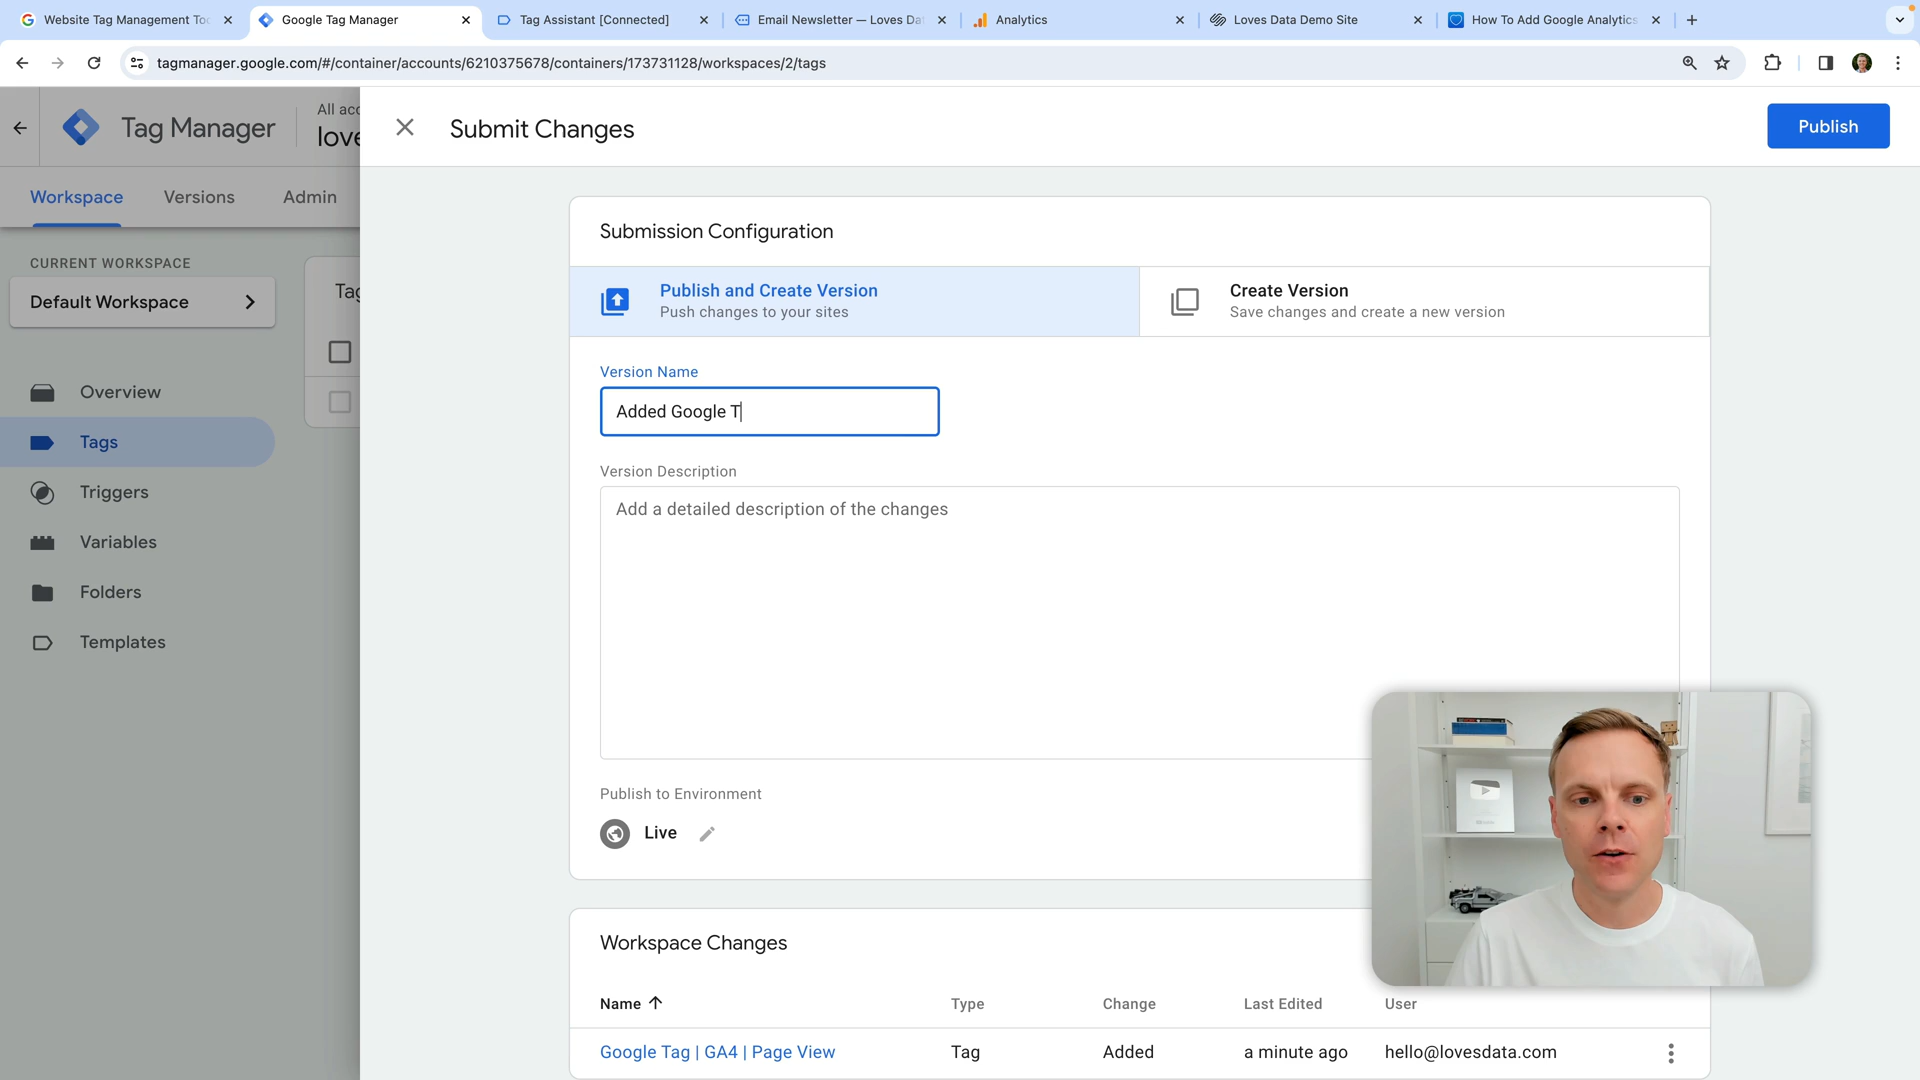 Website Tag Management Too
Google Tag Manager
Tag Assistant [Connected]
Email Newsletter — Loves Da
Analytics
Loves Data Demo Site
How To Add Google Analytics
tagmanager.google.com/#/container/accounts/6210375678/containers/173731128/workspaces/2/tags
Tag Manager
All acc
love
Submit Changes
Publish
Workspace
Versions
Admin
CURRENT WORKSPACE
Default Workspace
Overview
Tags
Triggers
Variables
Folders
Templates
Tag
Submission Configuration
Publish and Create Version
Push changes to your sites
Create Version
Save changes and create a new version
Version Name
Added Google T
Version Description
Add a detailed description of the changes
Publish to Environment
Live
Workspace Changes
Name Type Change Last Edited User
Google Tag | GA4 | Page View Tag Added a minute ago hello@lovesdata.com